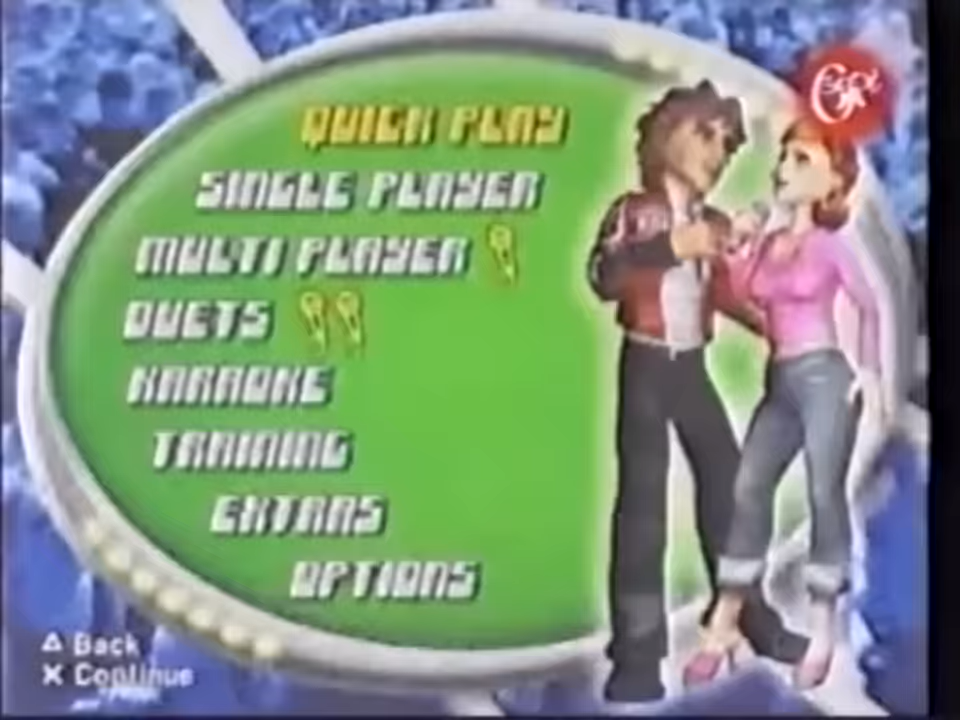 QUICK PLAY
SINGLE PLAYER
MULTI PLAYER
DUETS
KARAOKE
TRAINING
EXTRAS
OPTIONS
△ Back
X Continue